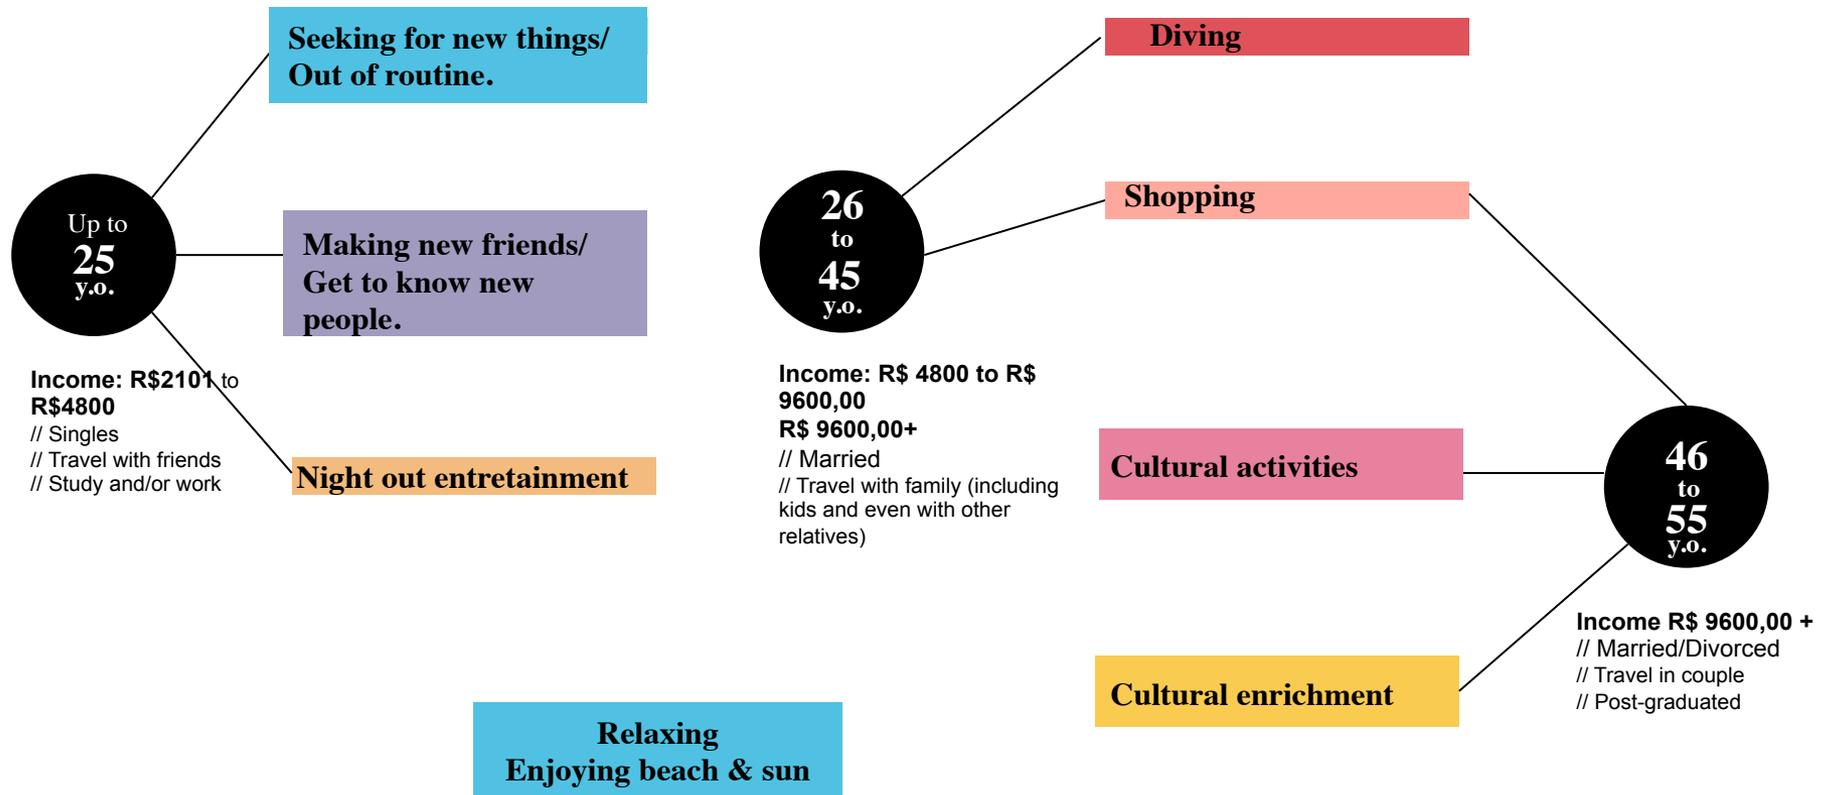 Seeking for new things/
Out of routine.
Up to
25
y.o.
Making new friends/
Get to know new
people.
Income: R$2101 to
R$4800
// Singles
// Travel with friends
// Study and/or work
Night out entretainment
Diving
26
to
45
y.o.
Shopping
Income: R$ 4800 to R$
9600,00
R$ 9600,00+
// Married
// Travel with family (including
kids and even with other
relatives)
Cultural activities
46
to
55
y.o.
Cultural enrichment
Income R$ 9600,00 +
// Married/Divorced
// Travel in couple
// Post-graduated
Relaxing
Enjoying beach & sun